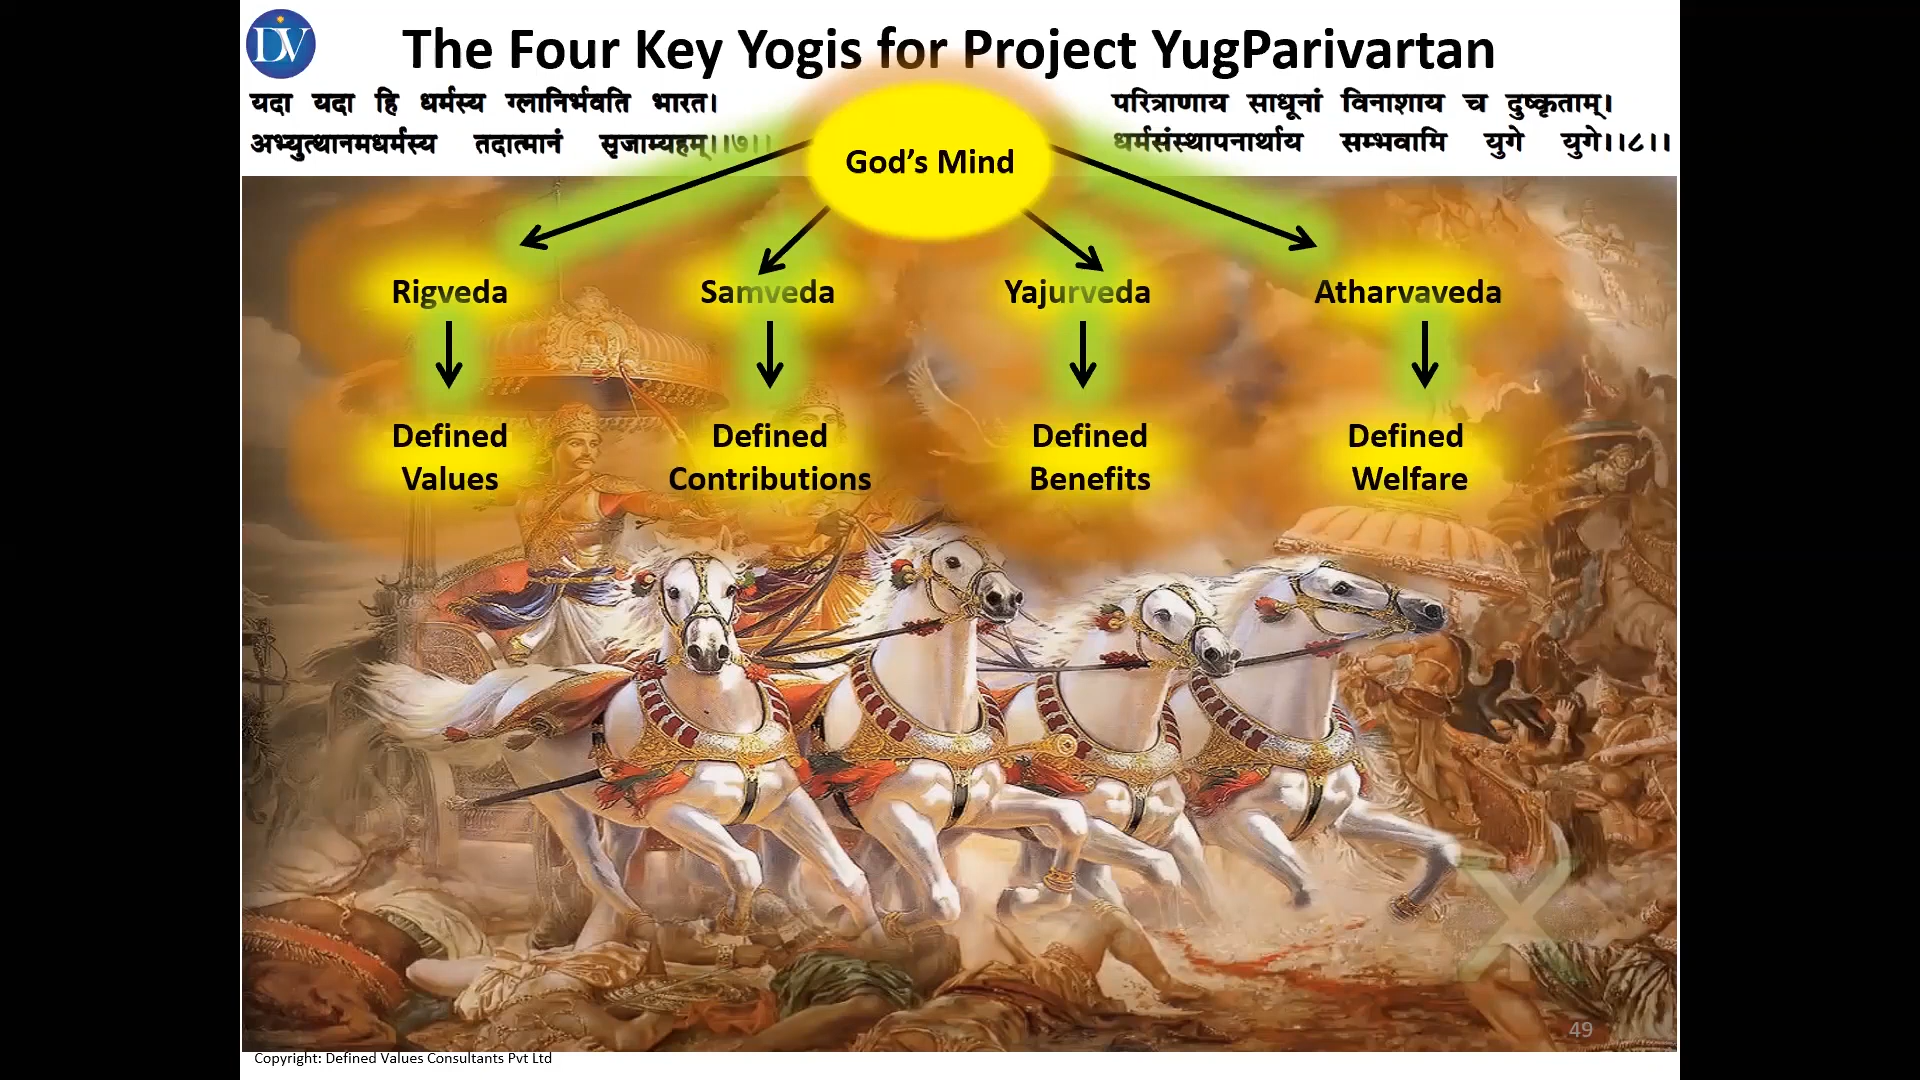 DV
The Four Key Yogis for Project YugParivartan
यदा यदा हि धर्मस्य ग्लानिर्भवति भारत।
अभ्युत्थानमधर्मस्य तदात्मानं सृजाम्यहम्।।७।।
परित्राणाय साधूनां विनाशाय च दुष्कृताम्।
धर्मसंस्थापनार्थाय सम्भवामि युगे युगे।।८।।
God's Mind
Rigveda
Samveda
Yajurveda
Atharvaveda
Defined
Values
Defined
Contributions
Defined
Benefits
Defined
Welfare
49
Copyright: Defined Values Consultants Pvt Ltd